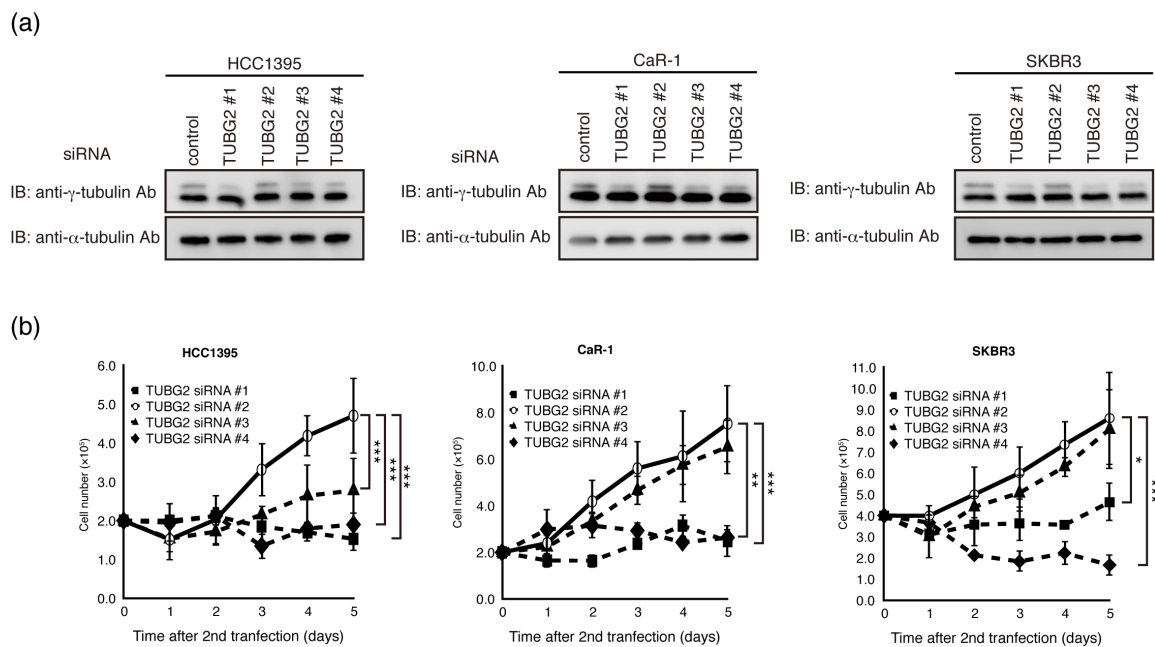 (a)
HCC1395
CaR-1
SKBR3
siRNA
control
TUBG2 #1
TUBG2 #2
TUBG2 #3
TUBG2 #4
siRNA
control
TUBG2 #1
TUBG2 #2
TUBG2 #3
TUBG2 #4
control
TUBG2 #1
TUBG2 #2
TUBG2 #3
TUBG2 #4
IB: anti-γ-tubulin Ab
IB: anti-γ-tubulin Ab
IB: anti-γ-tubulin Ab
IB: anti-α-tubulin Ab
IB: anti-α-tubulin Ab
IB: anti-α-tubulin Ab
(b)
HCC1395
Cell number (×10⁵)
6.0
5.0
4.0
3.0
2.0
1.0
0.0
TUBG2 siRNA #1
TUBG2 siRNA #2
TUBG2 siRNA #3
TUBG2 siRNA #4
***
***
***
0 1 2 3 4 5
Time after 2nd tranfection (days)
CaR-1
Cell number (×10⁵)
10.0
8.0
6.0
4.0
2.0
0.0
TUBG2 siRNA #1
TUBG2 siRNA #2
TUBG2 siRNA #3
TUBG2 siRNA #4
**
***
0 1 2 3 4 5
Time after 2nd tranfection (days)
SKBR3
Cell number (×10⁵)
11.0
10.0
9.0
8.0
7.0
6.0
5.0
4.0
3.0
2.0
1.0
0.0
TUBG2 siRNA #1
TUBG2 siRNA #2
TUBG2 siRNA #3
TUBG2 siRNA #4
*
***
0 1 2 3 4 5
Time after 2nd tranfection (days)